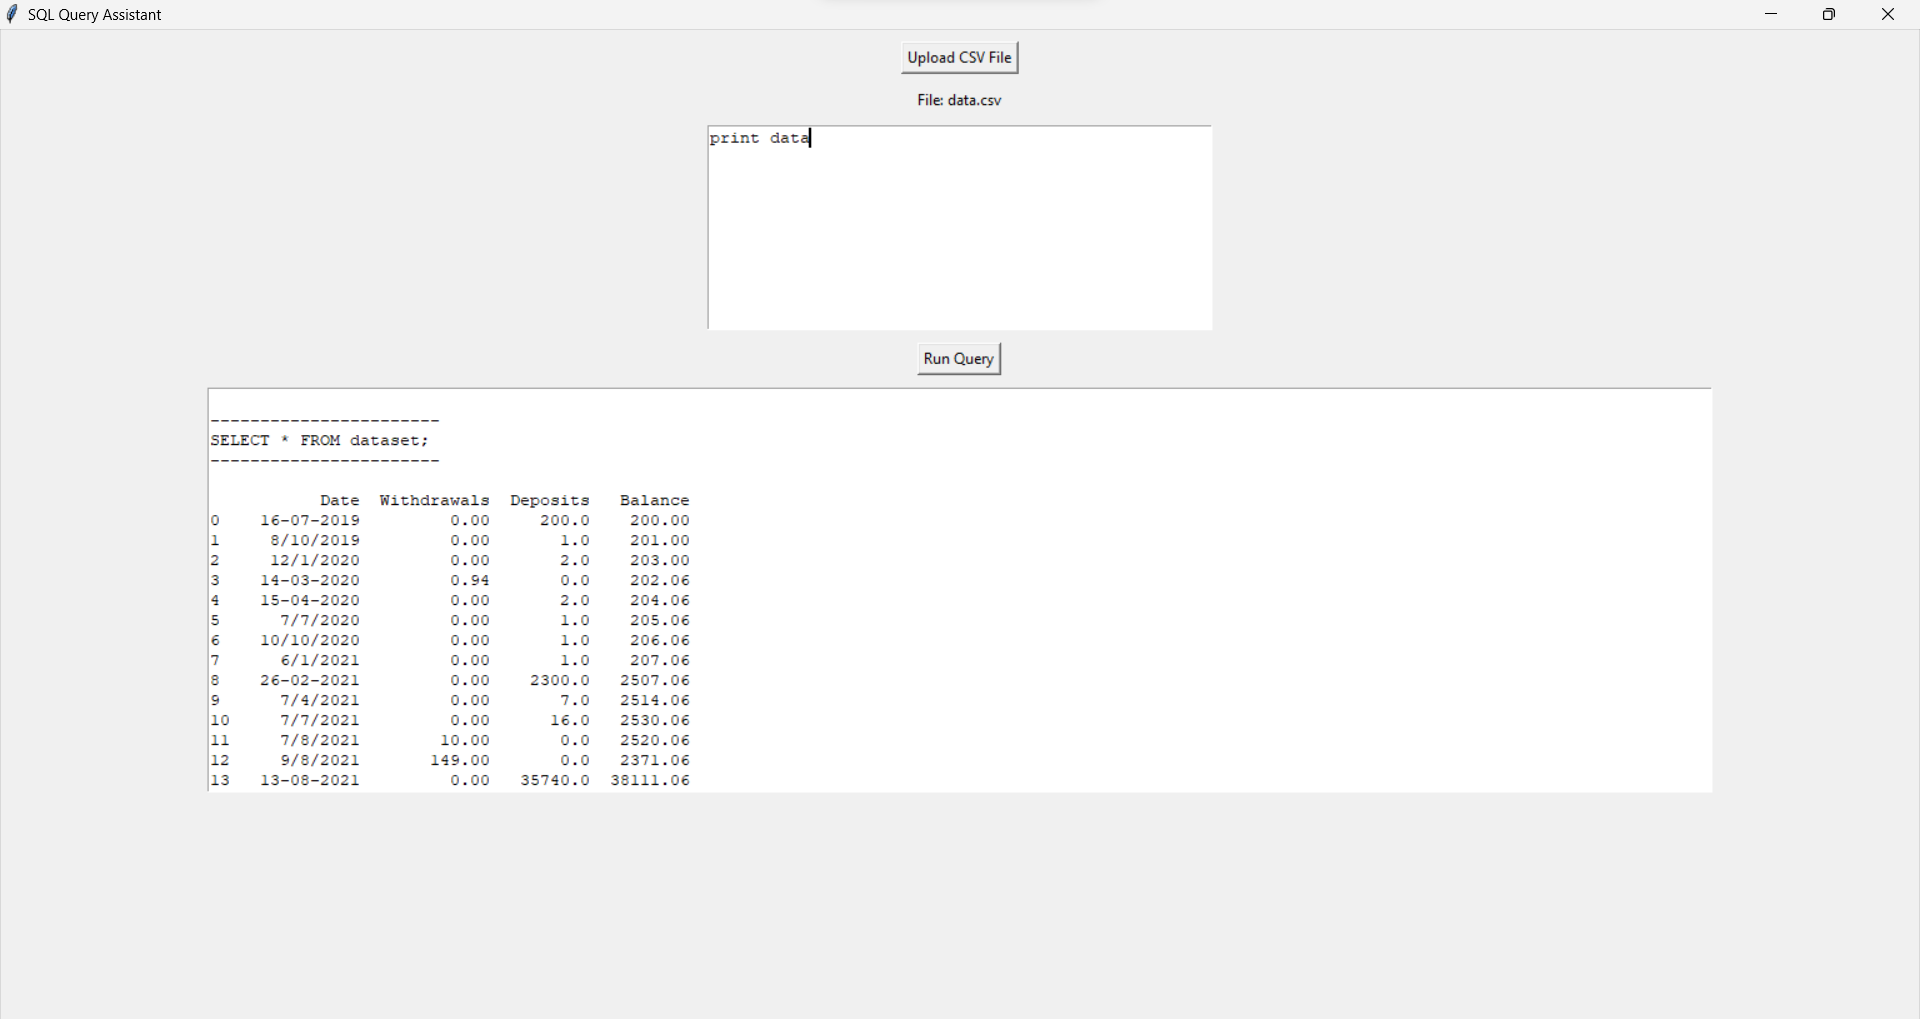 SQL Query Assistant
Upload CSV File
File: data.csv
print data
Run Query
-----------------------
SELECT * FROM dataset;
-----------------------
Date Withdrawals Deposits Balance
0 16-07-2019 0.00 200.0 200.00
1 8/10/2019 0.00 1.0 201.00
2 12/1/2020 0.00 2.0 203.00
3 14-03-2020 0.94 0.0 202.06
4 15-04-2020 0.00 2.0 204.06
5 7/7/2020 0.00 1.0 205.06
6 10/10/2020 0.00 1.0 206.06
7 6/1/2021 0.00 1.0 207.06
8 26-02-2021 0.00 2300.0 2507.06
9 7/4/2021 0.00 7.0 2514.06
10 7/7/2021 0.00 16.0 2530.06
11 7/8/2021 10.00 0.0 2520.06
12 9/8/2021 149.00 0.0 2371.06
13 13-08-2021 0.00 35740.0 38111.06